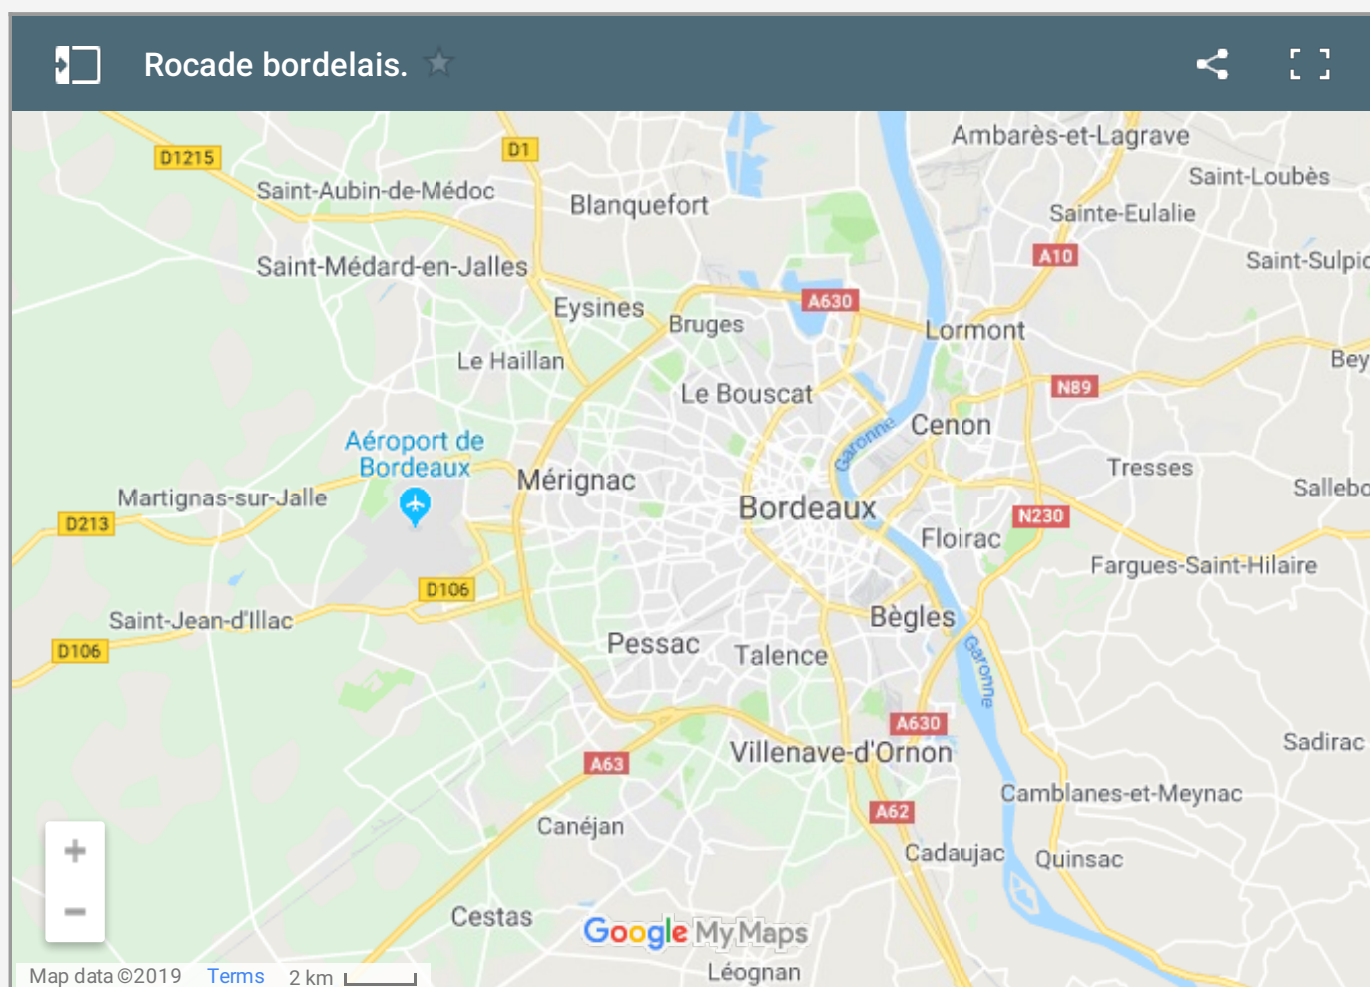 Rocade bordelais.
Ambarès-et-Lagrave
D1
D1215
Saint-Loubès
Saint-Aubin-de-Médoc
Blanquefort
Sainte-Eulalie
A10
Saint-Sulpic
Saint-Médard-en-Jalles
A630
Eysines
Bruges
Lormont
Bey
Le Haillan
N89
Le Bouscat
Cenon
Garonne
Aéroport de
Bordeaux
Tresses
Mérignac
Sallebo
Martignas-sur-Jalle
Bordeaux
N230
D213
Floirac
Fargues-Saint-Hilaire
D106
Saint-Jean-d'Illac
Bègles
Pessac
D106
Talence
Garonne
A630
Sadirac
Villenave-d'Ornon
A63
Camblanes-et-Meynac
A62
Canéjan
Cadaujac
Quinsac
Cestas
Google My Maps
Léognan
Map data ©2019 Terms 2 km